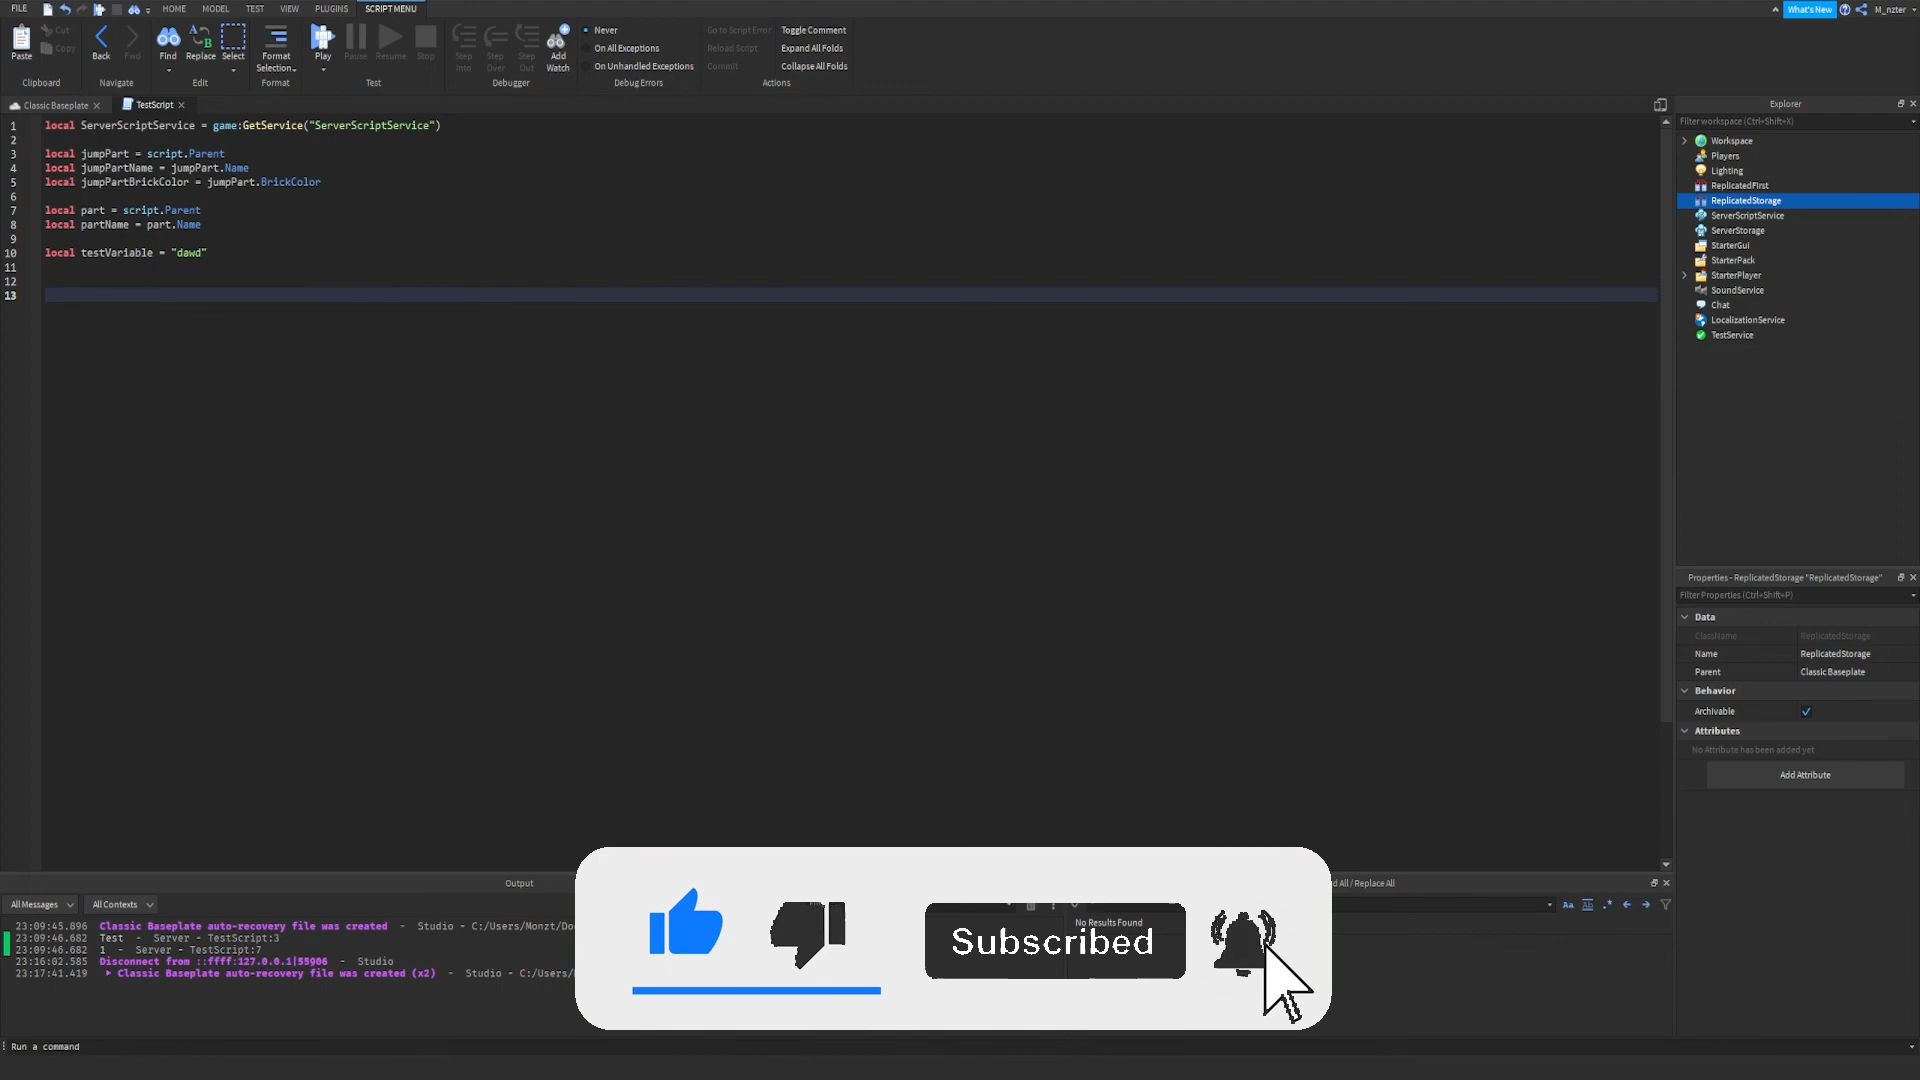 FILE HOME MODEL TEST VIEW PLUGINS SCRIPT MENU What's New M_nzter
Paste Cut Copy Back Fwd Find Replace Select Format Selection Play Pause Resume Stop Step Into Step Over Step Out Add Watch
Never
On All Exceptions
On Unhandled Exceptions
Go to Script Error
Reload Script
Commit
Toggle Comment
Expand All Folds
Collapse All Folds
Clipboard Navigate Edit Format Test Debugger Debug Errors Actions
Classic Baseplate TestScript
1 local ServerScriptService = game:GetService("ServerScriptService")
2
3 local jumpPart = script.Parent
4 local jumpPartName = jumpPart.Name
5 local jumpPartBrickColor = jumpPart.BrickColor
6
7 local part = script.Parent
8 local partName = part.Name
9
10 local testVariable = "dawd"
11
12
13
Explorer
Filter workspace (Ctrl+Shift+X)
Workspace
Players
Lighting
ReplicatedFirst
ReplicatedStorage
ServerScriptService
ServerStorage
StarterGui
StarterPack
StarterPlayer
SoundService
Chat
LocalizationService
TestService
Properties - ReplicatedStorage "ReplicatedStorage"
Filter Properties (Ctrl+Shift+P)
Data
ClassName ReplicatedStorage
Name ReplicatedStorage
Parent Classic Baseplate
Behavior
Archivable
Attributes
No Attribute has been added yet
Add Attribute
Output
All Messages All Contexts
23:09:45.896 Classic Baseplate auto-recovery file was created - Studio - C:/Users/Monzt/Do
23:09:46.682 Test - Server - TestScript:3
23:09:46.682 1 - Server - TestScript:7
23:16:02.585 Disconnect from ::ffff:127.0.0.1|55906 - Studio
23:17:41.419 Classic Baseplate auto-recovery file was created (x2) - Studio - C:/Users/
d All / Replace All
Aa Ab .*
No Results Found
Subscribed
Run a command